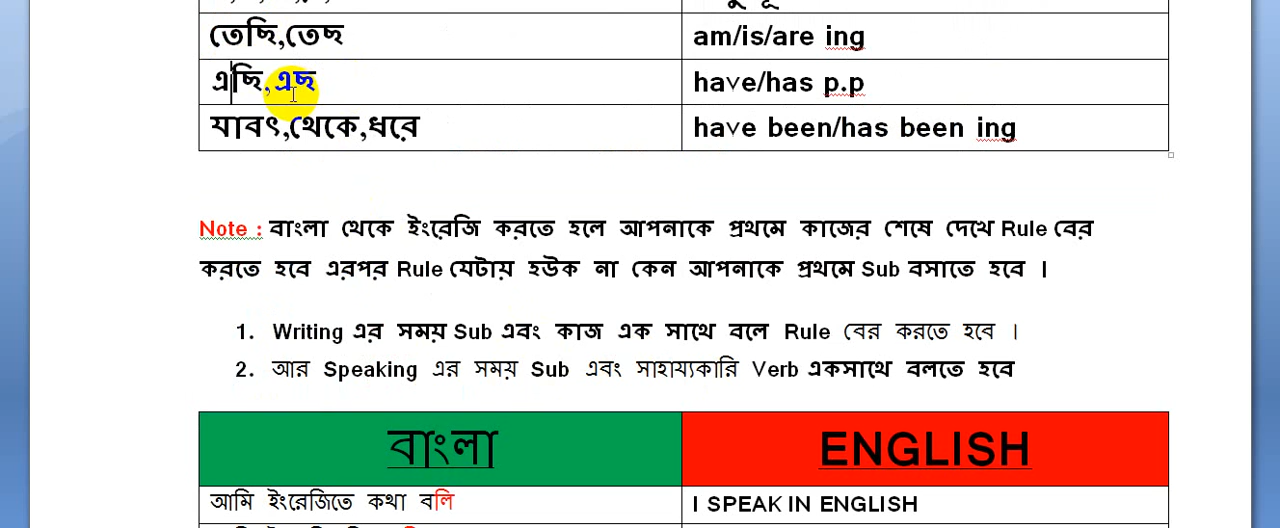 তেছি,তেছ am/is/are ing
এছি,এছ have/has p.p
যাবৎ,থেকে,ধরে have been/has been ing
Note : বাংলা থেকে ইংরেজি করতে হলে আপনাকে প্রথমে কাজের শেষে দেখে Rule বের
করতে হবে এরপর Rule যেটায় হউক না কেন আপনাকে প্রথমে Sub বসাতে হবে ।
1. Writing এর সময় Sub এবং কাজ এক সাথে বলে Rule বের করতে হবে ।
2. আর Speaking এর সময় Sub এবং সাহায্যকারি Verb একসাথে বলতে হবে
বাংলা ENGLISH
আমি ইংরেজিতে কথা বলি I SPEAK IN ENGLISH